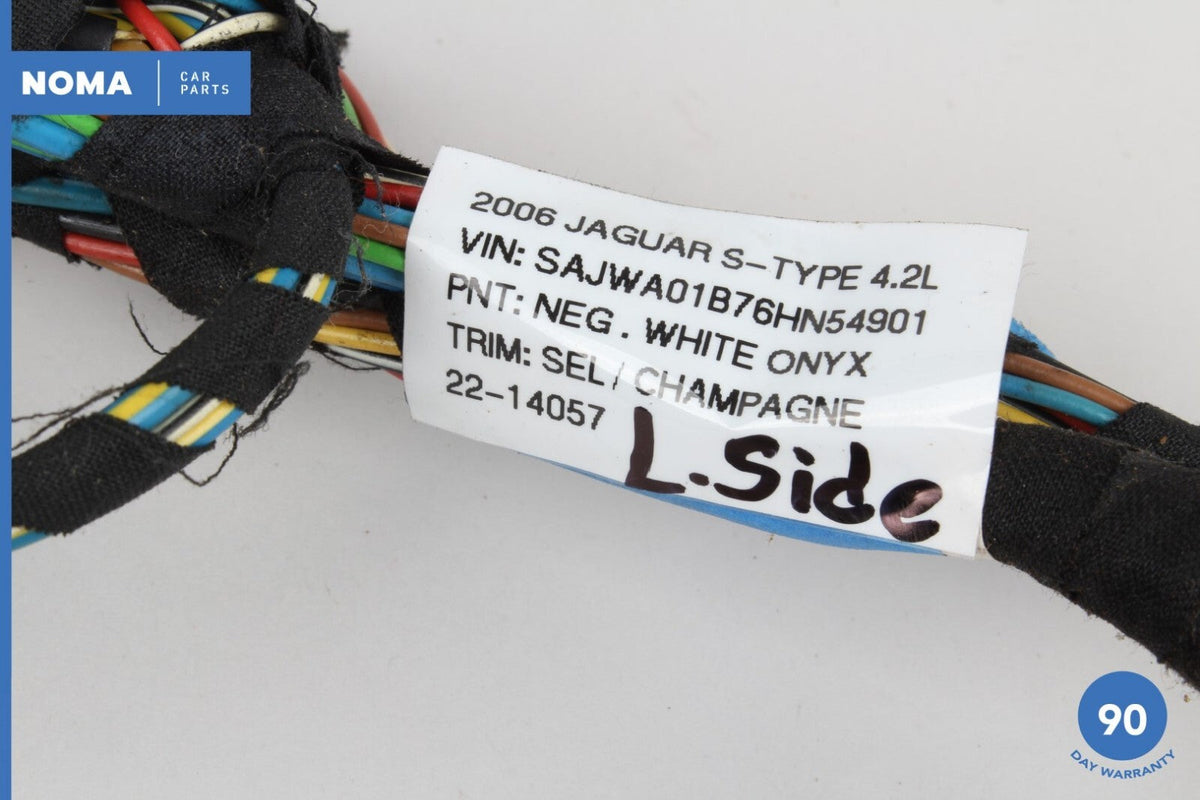 NOMA
CAR
PARTS
2006 JAGUAR S-TYPE 4.2L
VIN: SAJWA01B76HN54901
PNT: NEG . WHITE ONYX
TRIM: SEL / CHAMPAGNE
22-14057
L.Side
90
DAY WARRANTY